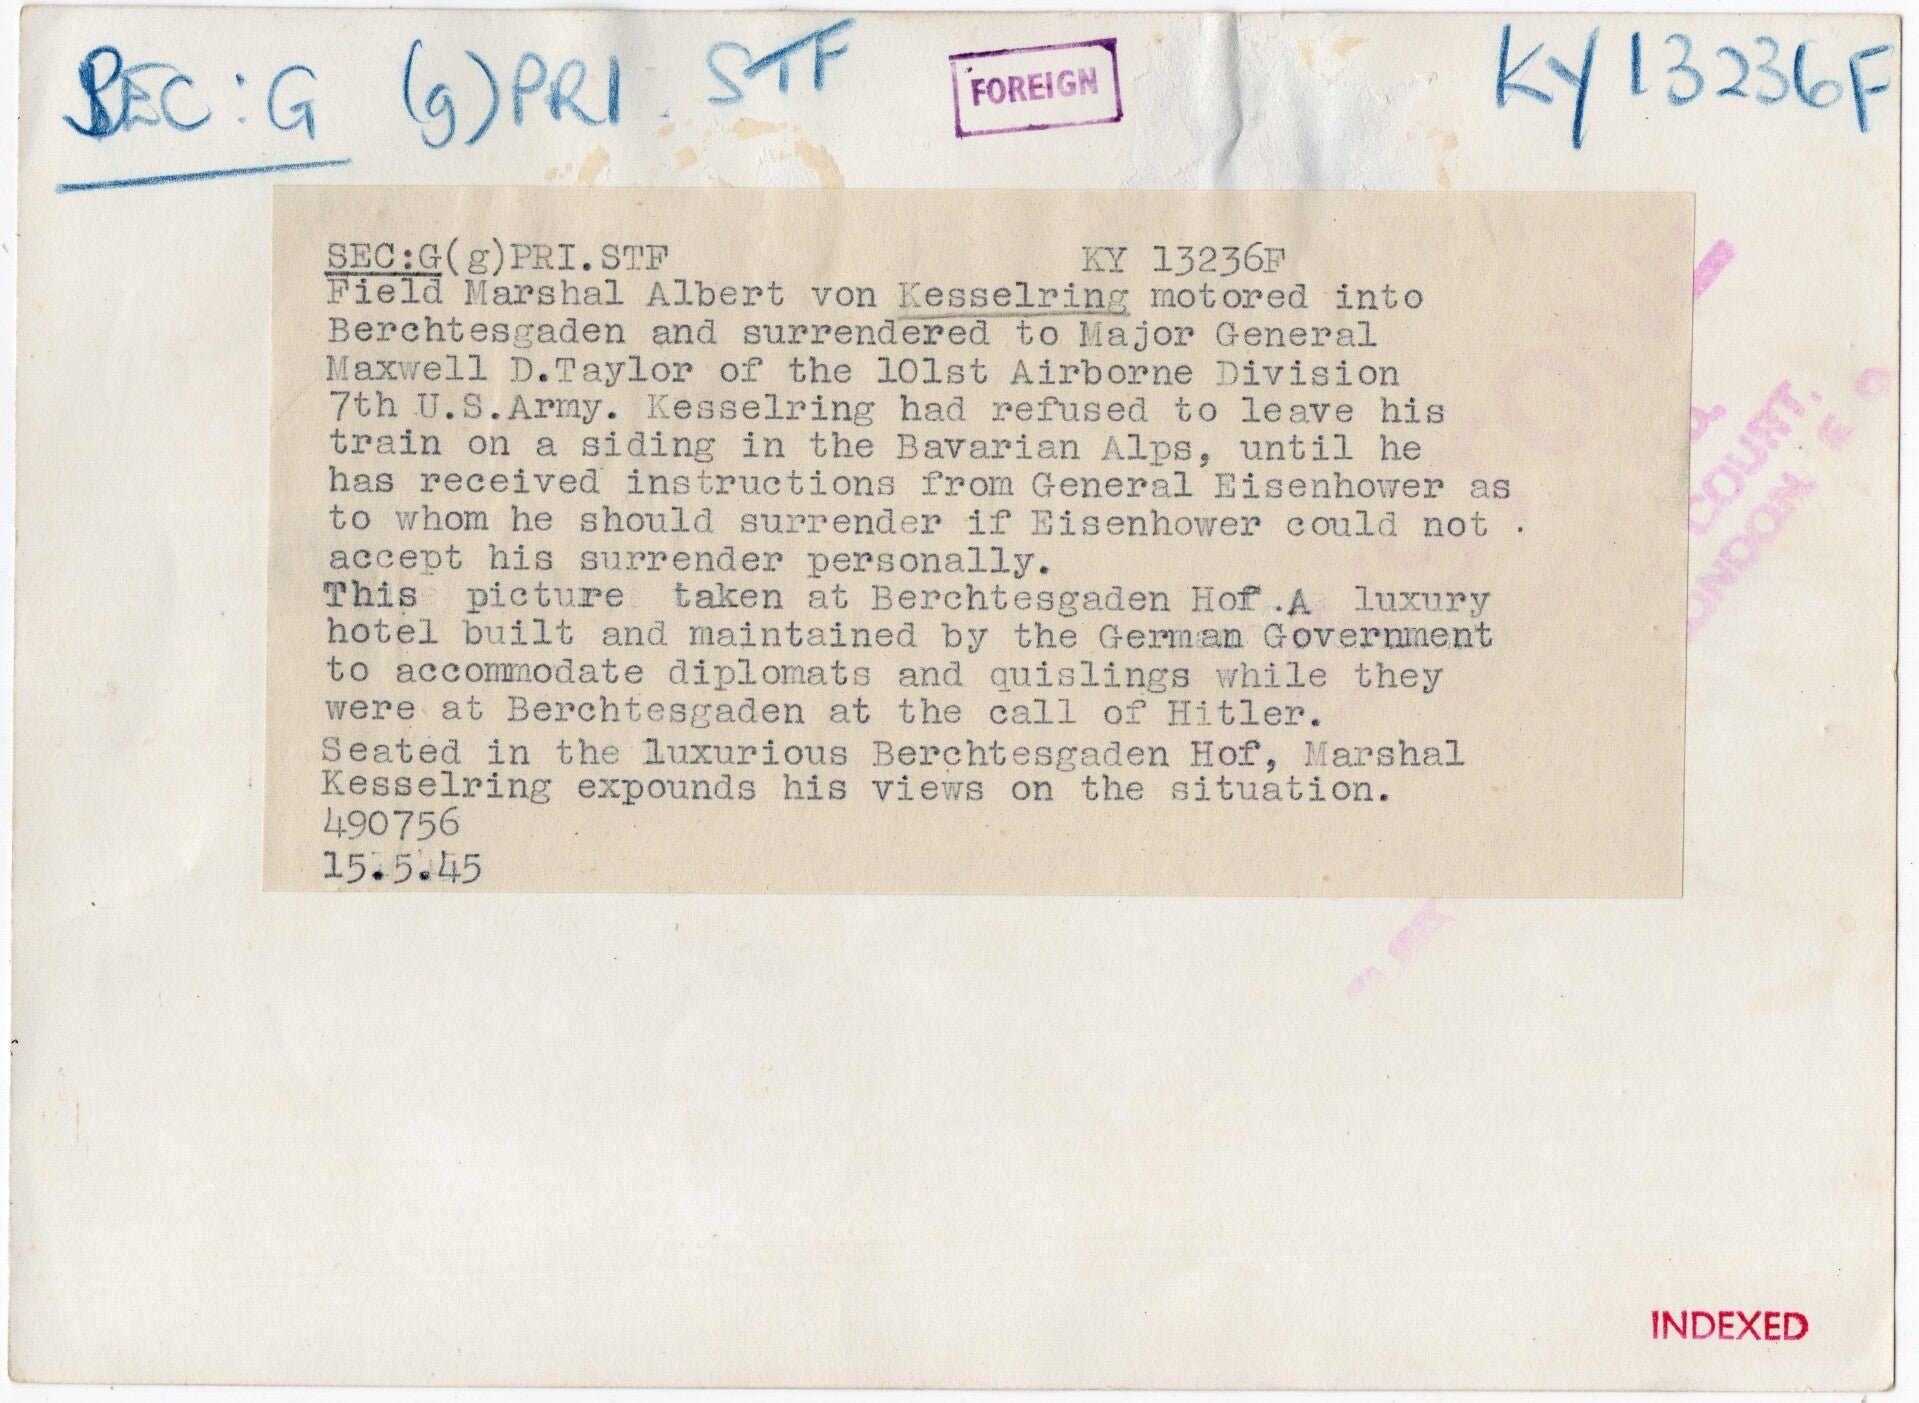 SEC:G (g)PRI. STF
FOREIGN
KY 13236F
SEC:G(g)PRI.STF KY 13236F
Field Marshal Albert von Kesselring motored into
Berchtesgaden and surrendered to Major General
Maxwell D.Taylor of the 101st Airborne Division
7th U.S.Army. Kesselring had refused to leave his
train on a siding in the Bavarian Alps, until he
has received instructions from General Eisenhower as
to whom he should surrender if Eisenhower could not .
accept his surrender personally.
This picture taken at Berchtesgaden Hof.A luxury
hotel built and maintained by the German Government
to accommodate diplomats and quislings while they
were at Berchtesgaden at the call of Hitler.
Seated in the luxurious Berchtesgaden Hof, Marshal
Kesselring expounds his views on the situation.
490756
15.5.45
COURT,
INDEXED